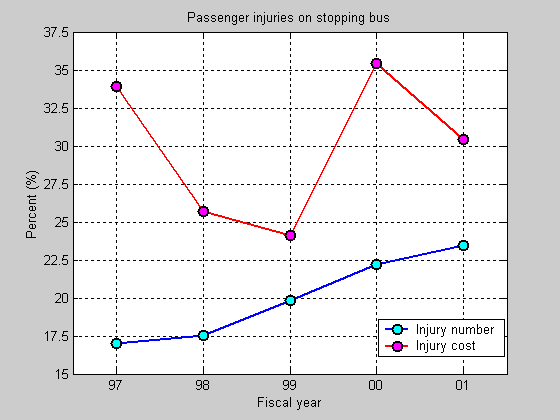 Passenger injuries on stopping bus
37.5
35
32.5
30
27.5
25
22.5
20
17.5
15
Percent (%)
97 98 99 00 01
Fiscal year
Injury number
Injury cost